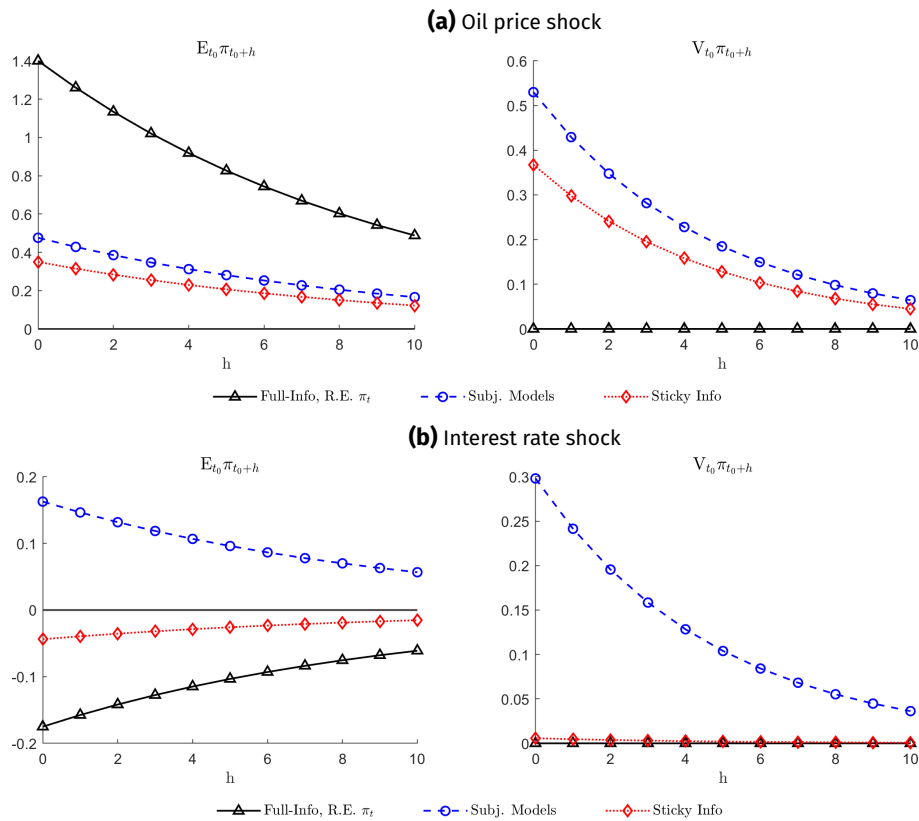 (a) Oil price shock
E_{t_0}π_{t_0+h}
V_{t_0}π_{t_0+h}
1.4
1.2
1
0.8
0.6
0.4
0.2
0
0 2 4 6 8 10
h
0.6
0.5
0.4
0.3
0.2
0.1
0
0 2 4 6 8 10
h
Full-Info, R.E. π_t Subj. Models Sticky Info
(b) Interest rate shock
E_{t_0}π_{t_0+h}
V_{t_0}π_{t_0+h}
0.2
0.1
0
-0.1
-0.2
0 2 4 6 8 10
h
0.3
0.25
0.2
0.15
0.1
0.05
0
0 2 4 6 8 10
h
Full-Info, R.E. π_t Subj. Models Sticky Info